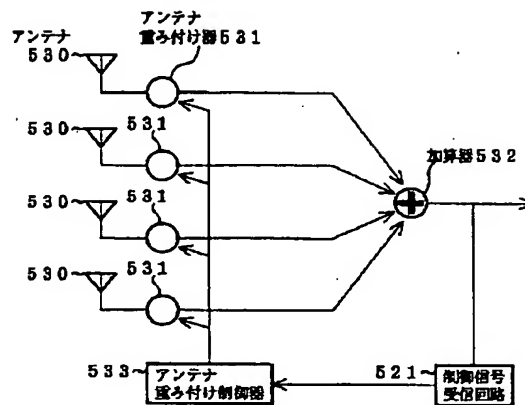 アンテナ
重み付け器531
アンテナ
530
530
531
加算器532
530
531
530
531
533
アンテナ
重み付け制御器
521
制御信号
受信回路